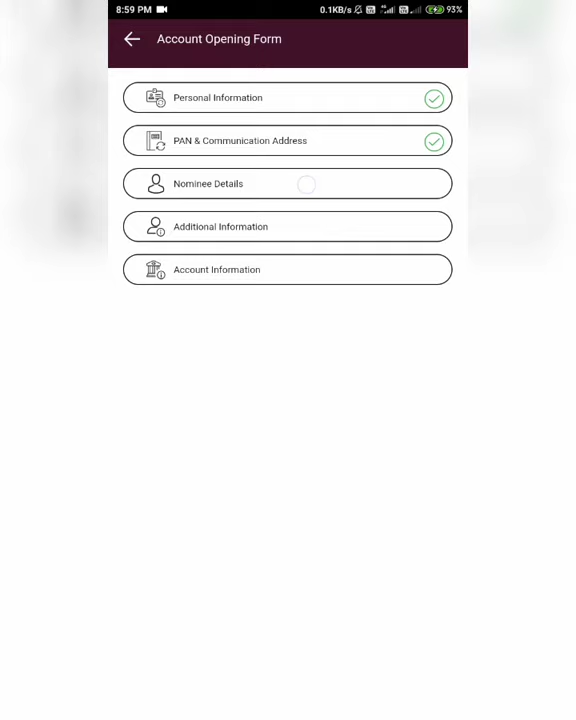 8:59 PM 0.1KB/s 93%
Account Opening Form
Personal Information
PAN & Communication Address
Nominee Details
Additional Information
Account Information